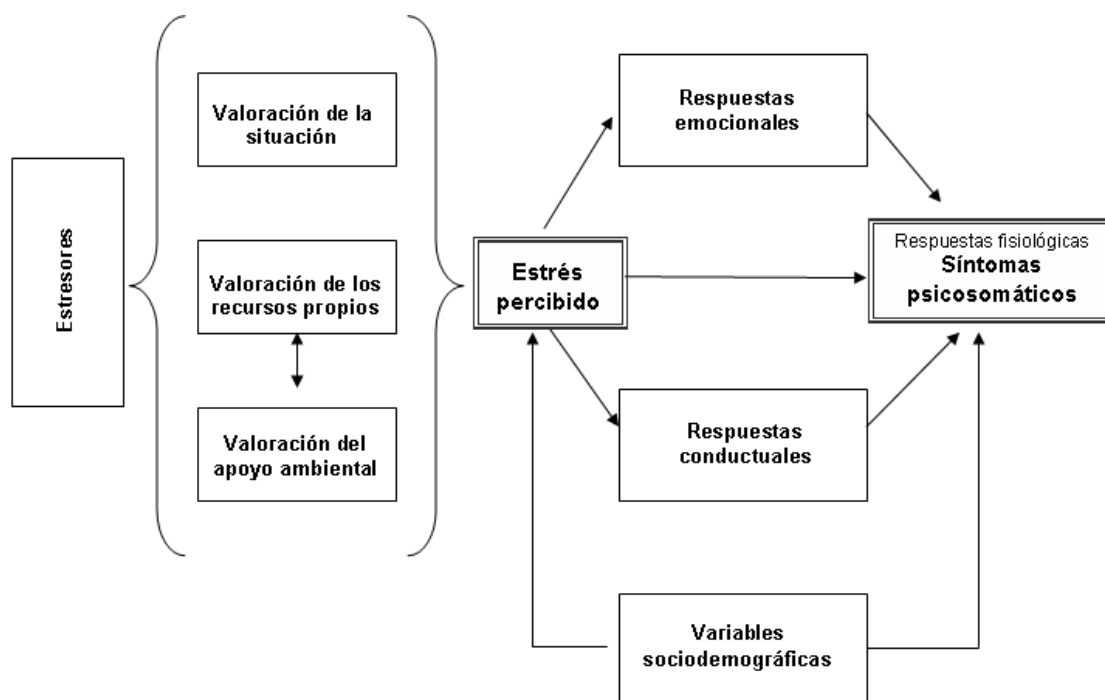 Estresores
Valoración de la
situación
Valoración de los
recursos propios
Valoración del
apoyo ambiental
Estrés
percibido
Respuestas
emocionales
Respuestas
conductuales
Variables
sociodemográficas
Respuestas fisiológicas
Síntomas
psicosomáticos